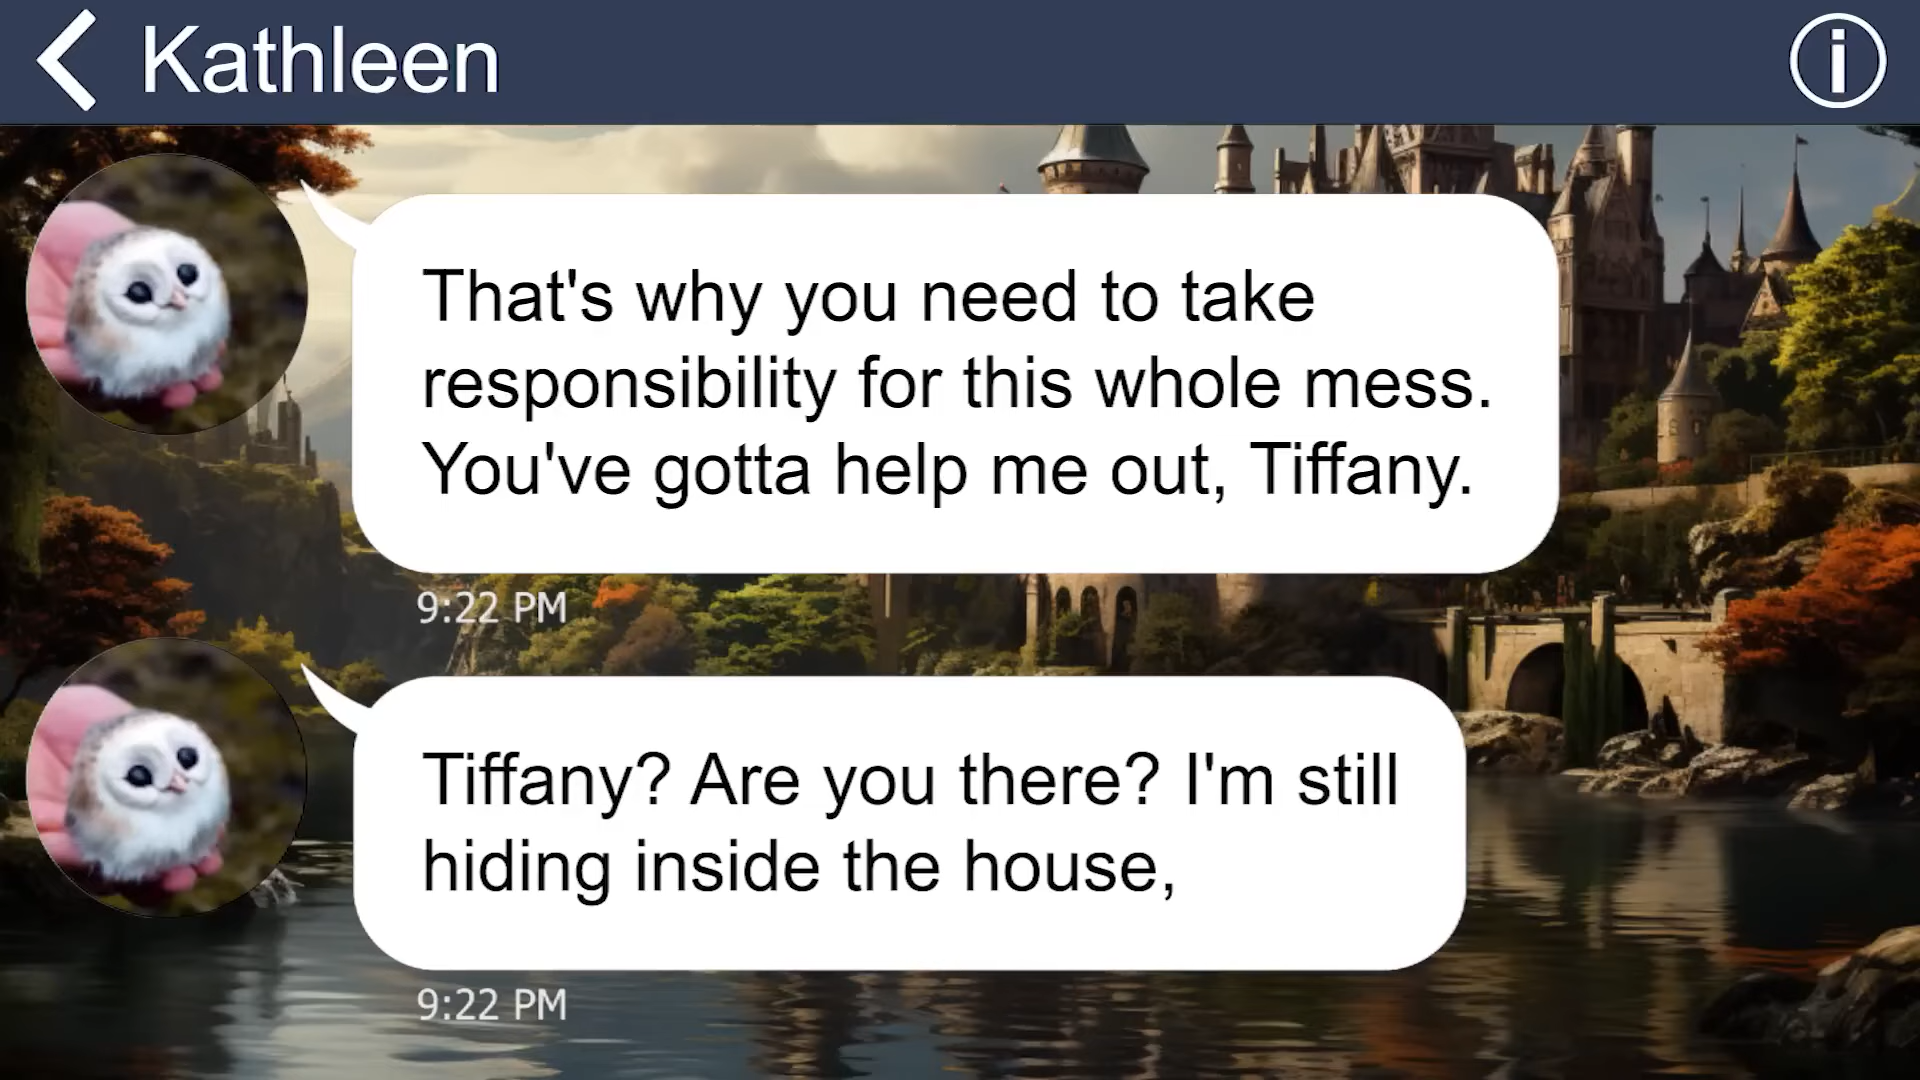 Kathleen
That's why you need to take
responsibility for this whole mess.
You've gotta help me out, Tiffany.
9:22 PM
Tiffany? Are you there? I'm still
hiding inside the house,
9:22 PM